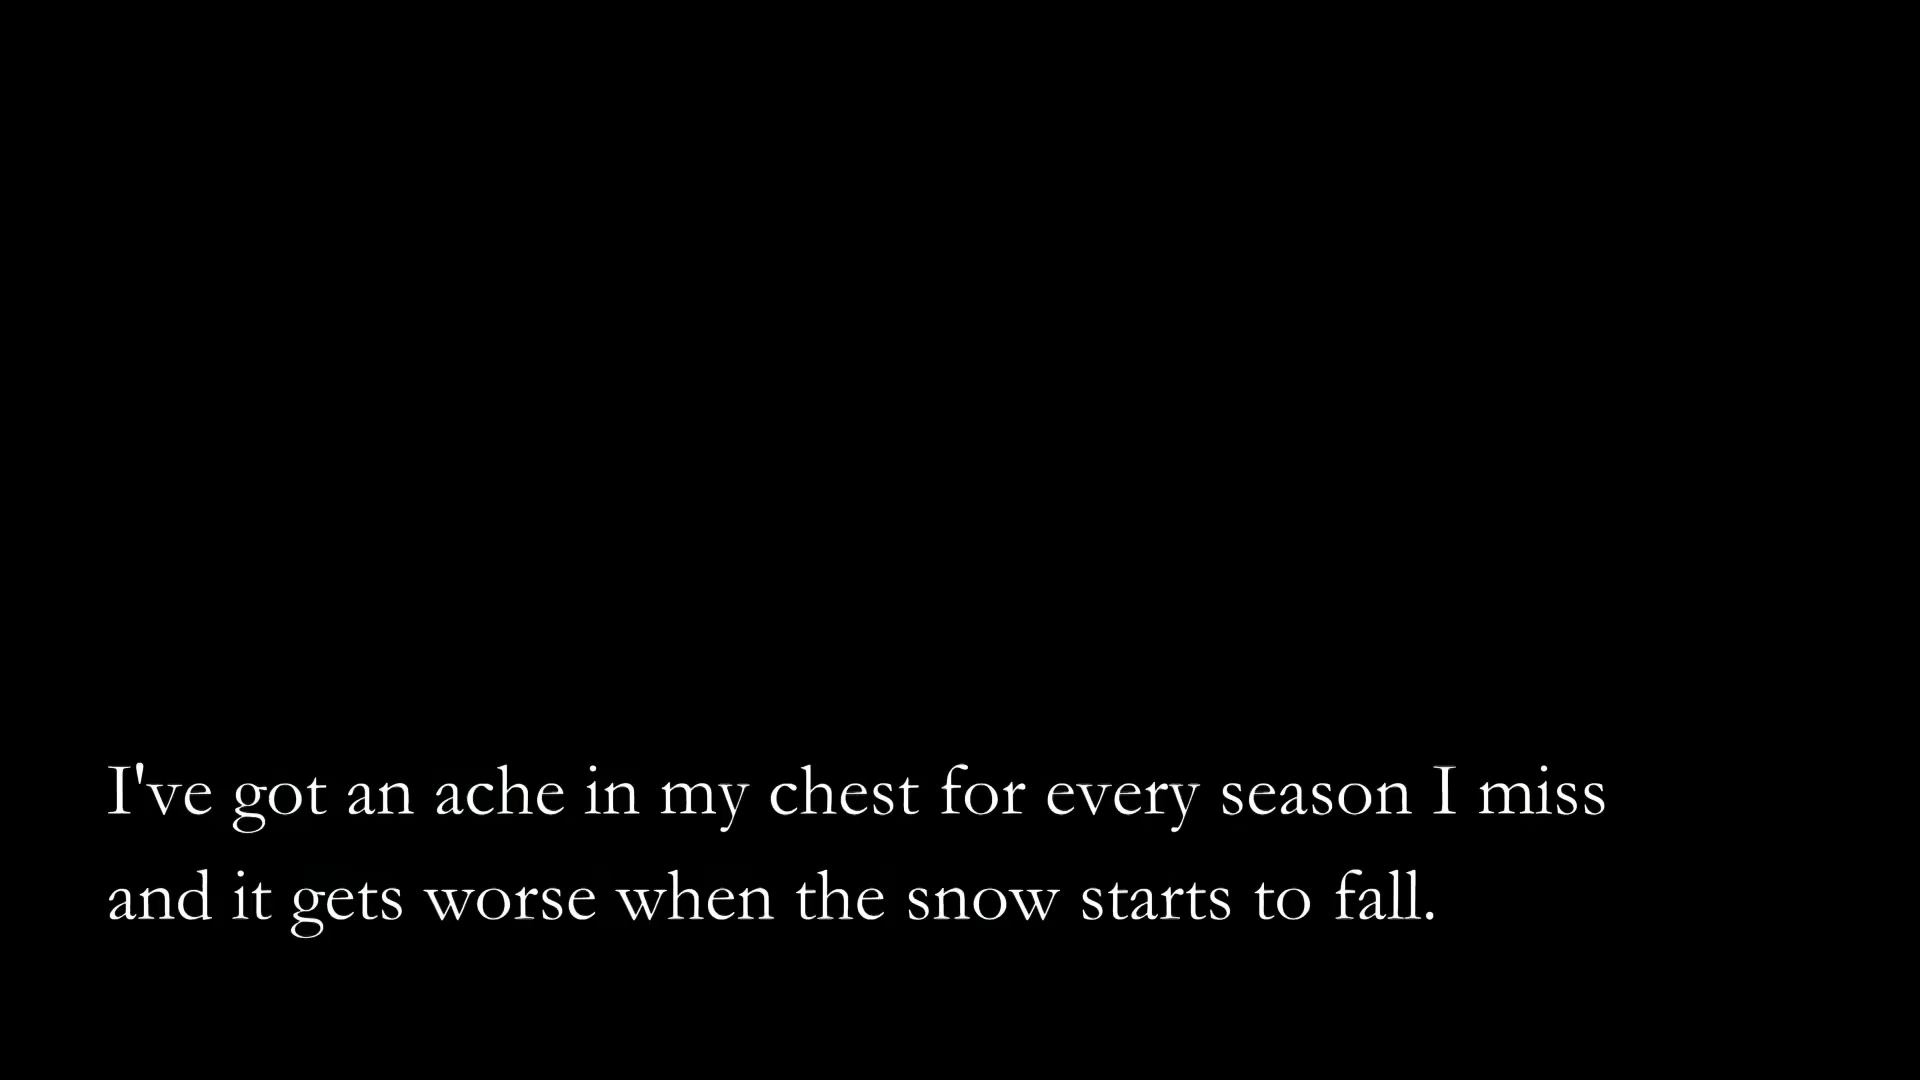 I've got an ache in my chest for every season I miss
and it gets worse when the snow starts to fall.